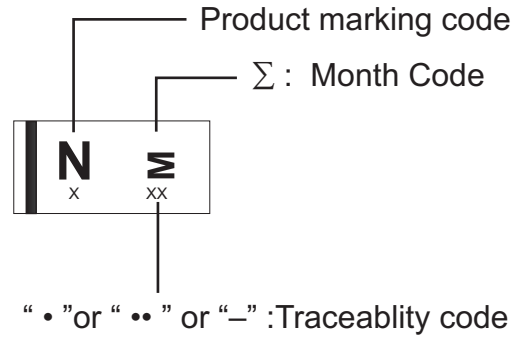 Product marking code
∑ : Month Code
N M
X XX
“ • ”or “ •• ” or “–” :Traceablity code